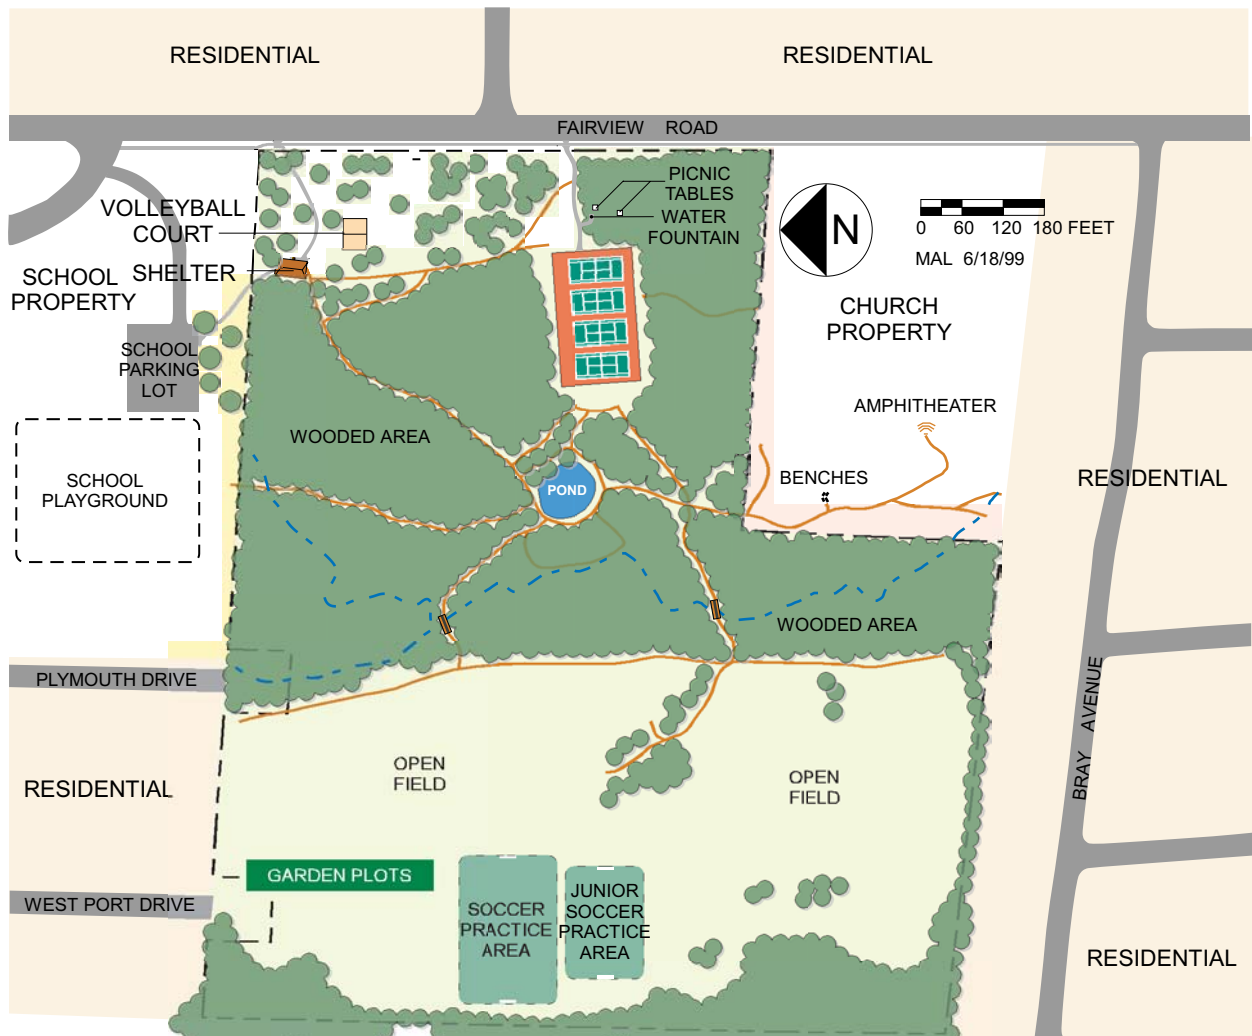 RESIDENTIAL
RESIDENTIAL
FAIRVIEW ROAD
PICNIC
TABLES
WATER
FOUNTAIN
VOLLEYBALL
COURT
SHELTER
SCHOOL
PROPERTY
N
0 60 120 180 FEET
MAL 6/18/99
CHURCH
PROPERTY
SCHOOL
PARKING
LOT
AMPHITHEATER
WOODED AREA
BENCHES
RESIDENTIAL
SCHOOL
PLAYGROUND
POND
WOODED AREA
PLYMOUTH DRIVE
BRAY AVENUE
OPEN
FIELD
OPEN
FIELD
RESIDENTIAL
GARDEN PLOTS
WEST PORT DRIVE
SOCCER
PRACTICE
AREA
JUNIOR
SOCCER
PRACTICE
AREA
RESIDENTIAL